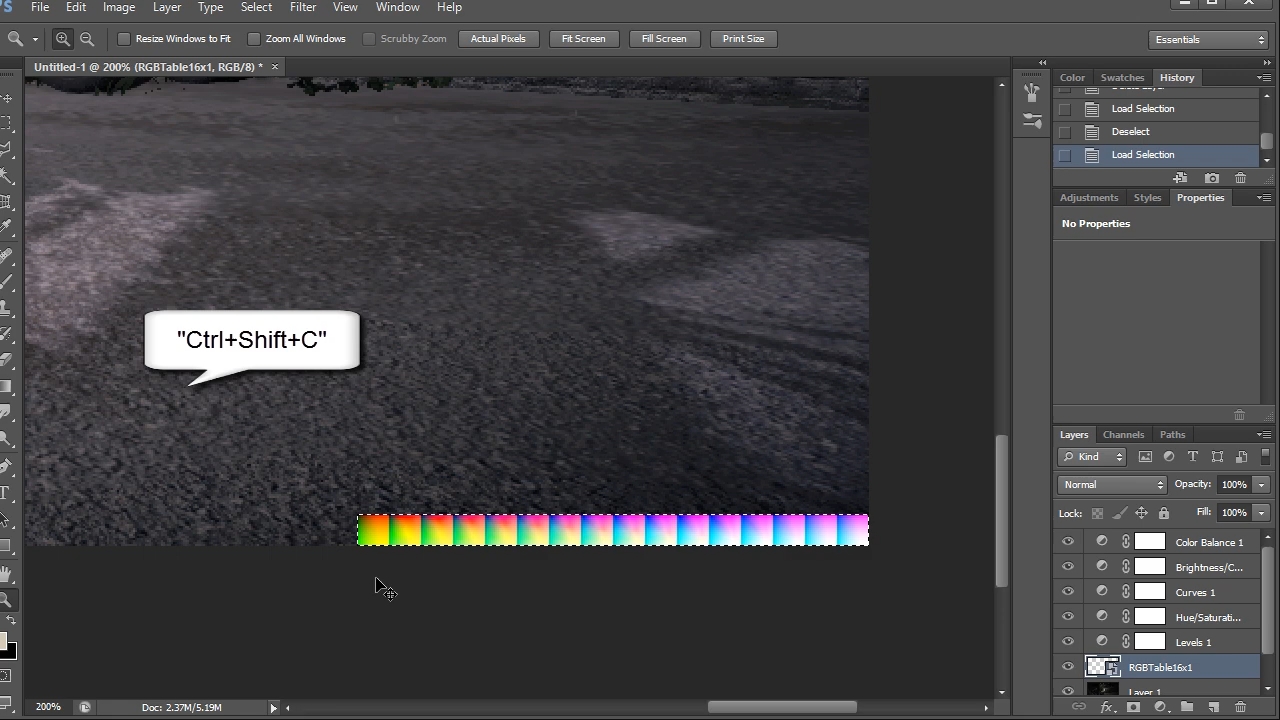 File Edit Image Layer Type Select Filter View Window Help
Resize Windows to Fit Zoom All Windows Scrubby Zoom Actual Pixels Fit Screen Fill Screen Print Size Essentials
Untitled-1 @ 200% (RGBTable16x1, RGB/8) * ×
Color Swatches History
Load Selection
Deselect
Load Selection
Adjustments Styles Properties
No Properties
"Ctrl+Shift+C"
Layers Channels Paths
Kind
Normal Opacity: 100%
Lock: Fill: 100%
Color Balance 1
Brightness/C...
Curves 1
Hue/Saturati...
Levels 1
RGBTable16x1
Layer 1
200% Doc: 2.37M/5.19M